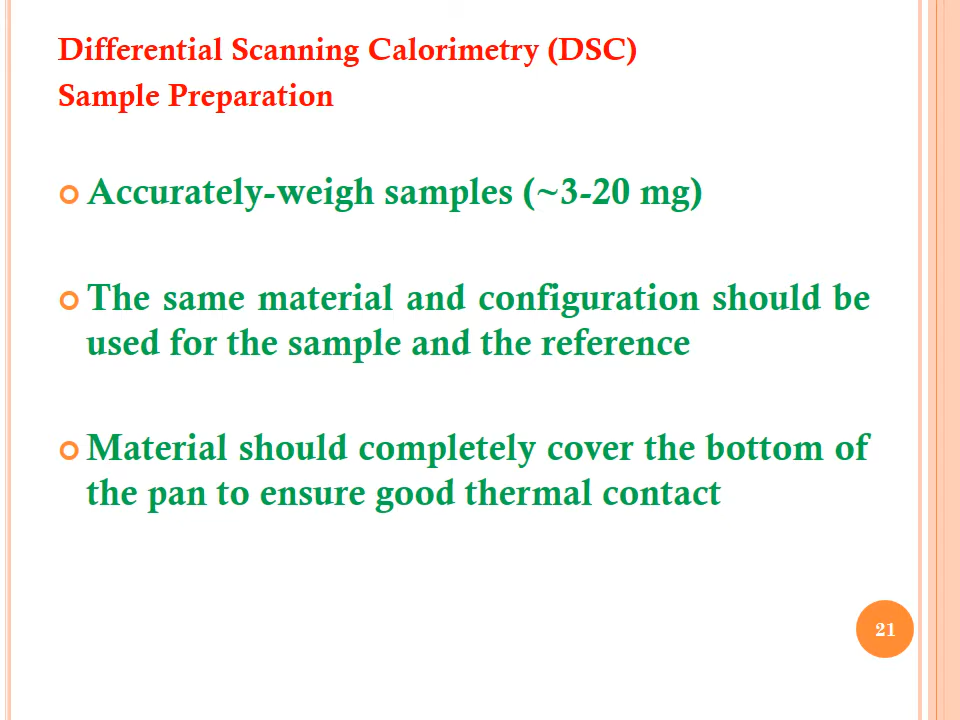 Differential Scanning Calorimetry (DSC)
Sample Preparation
Accurately-weigh samples (~3-20 mg)
The same material and configuration should be
used for the sample and the reference
Material should completely cover the bottom of
the pan to ensure good thermal contact
21